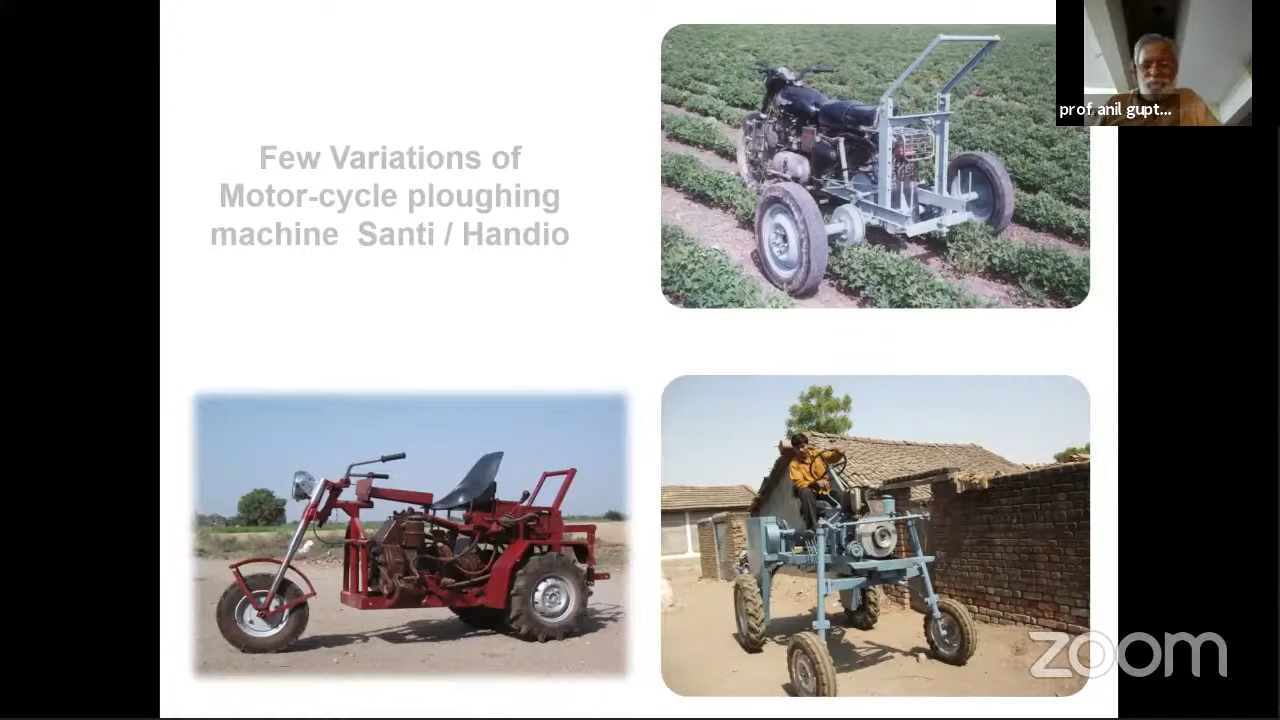 Few Variations of
Motor-cycle ploughing
machine  Santi / Handio
prof anil gupt...
zoom